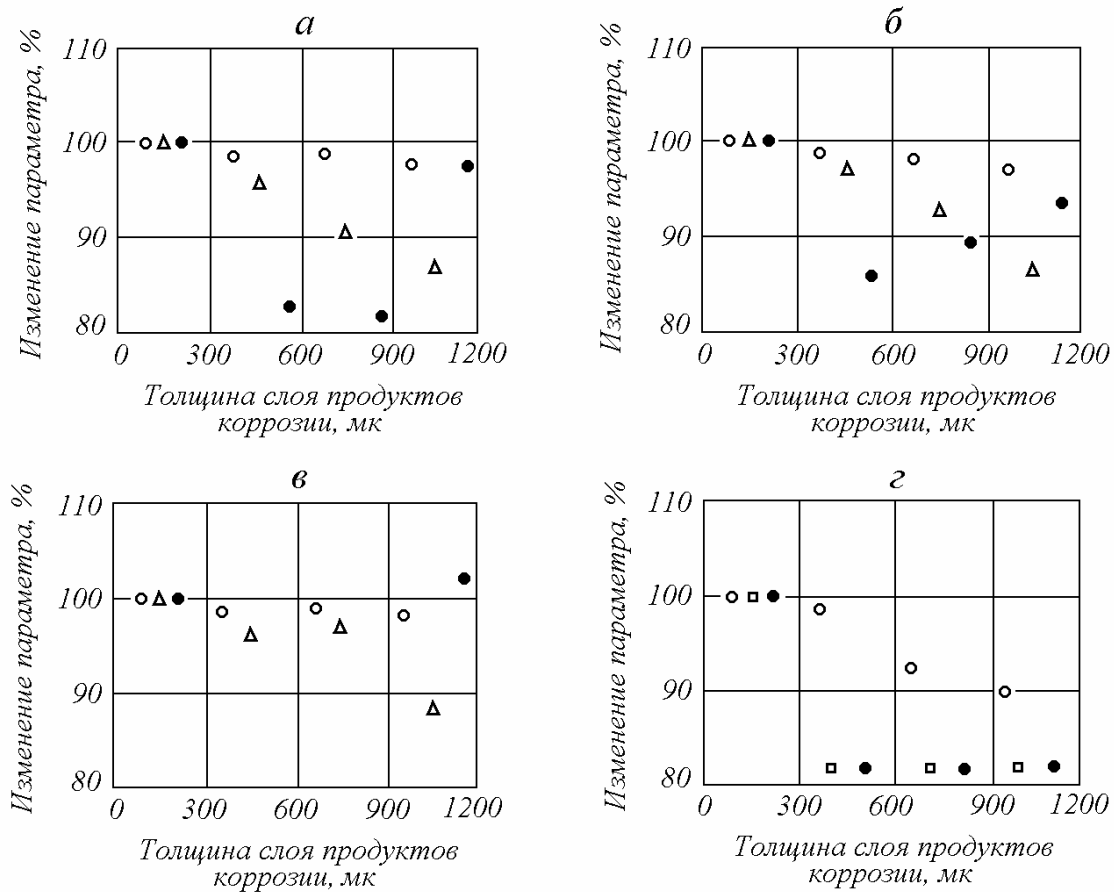 а
Изменение параметра, %
110
100
90
80
0 300 600 900 1200
Толщина слоя продуктов
коррозии, мк
б
Изменение параметра, %
110
100
90
80
0 300 600 900 1200
Толщина слоя продуктов
коррозии, мк
в
Изменение параметра, %
110
100
90
80
0 300 600 900 1200
Толщина слоя продуктов
коррозии, мк
г
Изменение параметра, %
110
100
90
80
0 300 600 900 1200
Толщина слоя продуктов
коррозии, мк